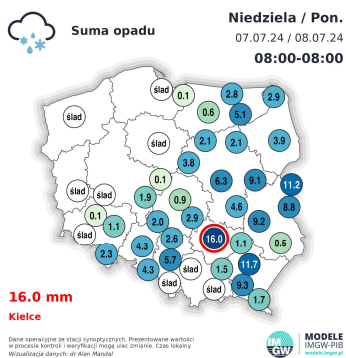 Suma opadu
Niedziela / Pon.
07.07.24 / 08.07.24
08:00-08:00
ślad
0.1
2.8
2.9
0.6
5.1
ślad
ślad
2.1
2.1
3.9
3.8
0.1
6.3
9.1
11.2
ślad
ślad
1.9
0.9
4.6
8.8
0.1
1.1
2.0
2.9
9.2
ślad
4.3
2.6
16.0
1.1
0.6
2.3
4.3
5.7
1.5
11.7
ślad
ślad
9.3
1.7
16.0 mm
Kielce
Dane operacyjne ze stacji synoptycznych. Prezentowane wartości
w procesie kontroli i weryfikacji mogą ulec zmianie. Czas lokalny.
Wizualizacja danych: dr Alan Mandal
IM
GW
MODELE
IMGW-PIB
modele.imgw.pl